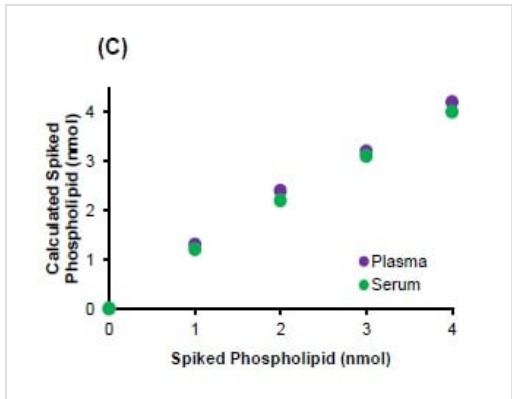 (C)
Calculated Spiked
Phospholipid (nmol)
4
3
2
1
0
Plasma
Serum
0 1 2 3 4
Spiked Phospholipid (nmol)